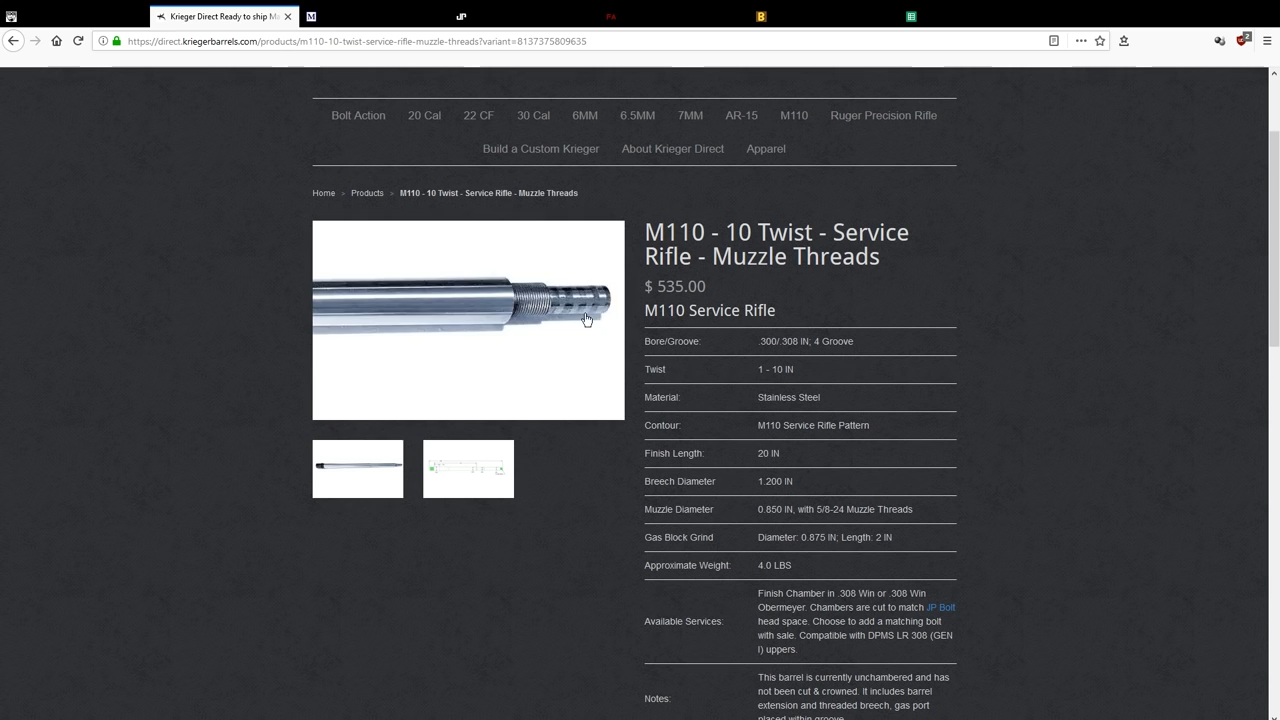 Krieger Direct Ready to ship Ma
https://direct.kriegerbarrels.com/products/m110-10-twist-service-rifle-muzzle-threads?variant=8137375809635
2
Bolt Action 20 Cal 22 CF 30 Cal 6MM 6.5MM 7MM AR-15 M110 Ruger Precision Rifle
Build a Custom Krieger About Krieger Direct Apparel
Home > Products > M110 - 10 Twist - Service Rifle - Muzzle Threads
M110 - 10 Twist - Service
Rifle - Muzzle Threads
$ 535.00
M110 Service Rifle
Bore/Groove: .300/.308 IN; 4 Groove
Twist 1 - 10 IN
Material: Stainless Steel
Contour: M110 Service Rifle Pattern
Finish Length: 20 IN
Breech Diameter 1.200 IN
Muzzle Diameter 0.850 IN, with 5/8-24 Muzzle Threads
Gas Block Grind Diameter: 0.875 IN; Length: 2 IN
Approximate Weight: 4.0 LBS
Available Services: Finish Chamber in .308 Win or .308 Win
Obermeyer. Chambers are cut to match JP Bolt
head space. Choose to add a matching bolt
with sale. Compatible with DPMS LR 308 (GEN
I) uppers.
Notes: This barrel is currently unchambered and has
not been cut & crowned. It includes barrel
extension and threaded breech, gas port
placed within groove